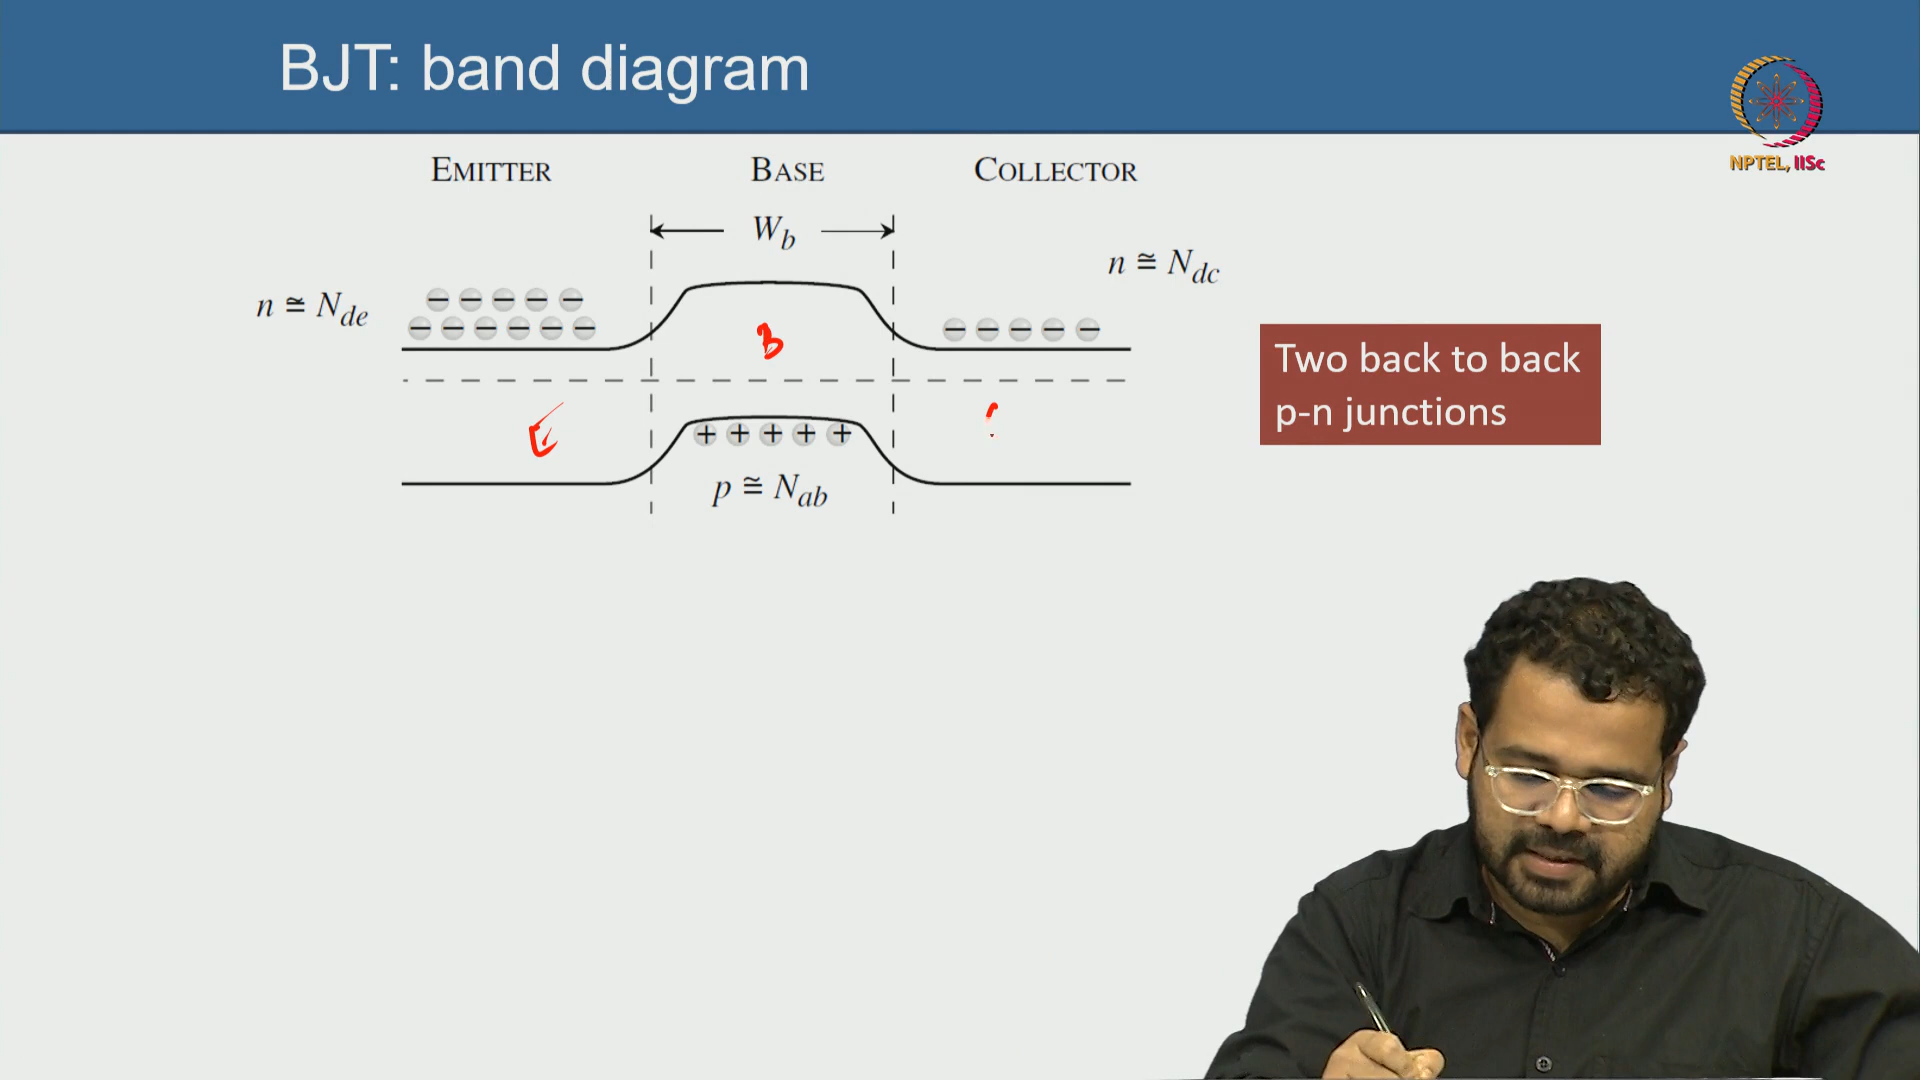 BJT: band diagram
NPTEL, IISc
EMITTER BASE COLLECTOR
W_b
n ≅ N_dc
n ≅ N_de
B
E
Two back to back
p-n junctions
p ≅ N_ab